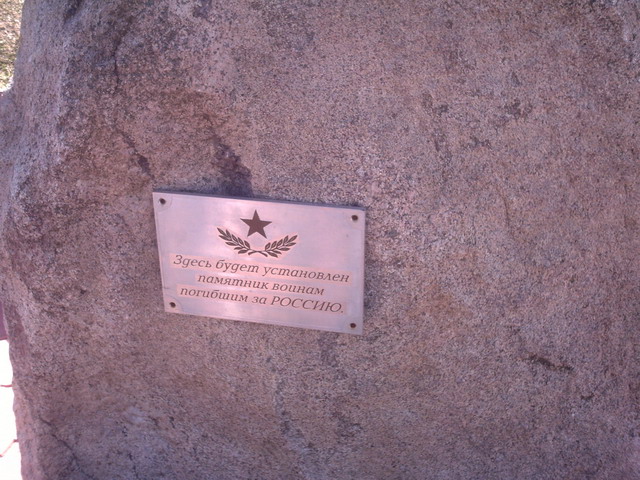 Здесь будет установлен
памятник воинам
погибшим за РОССИЮ.